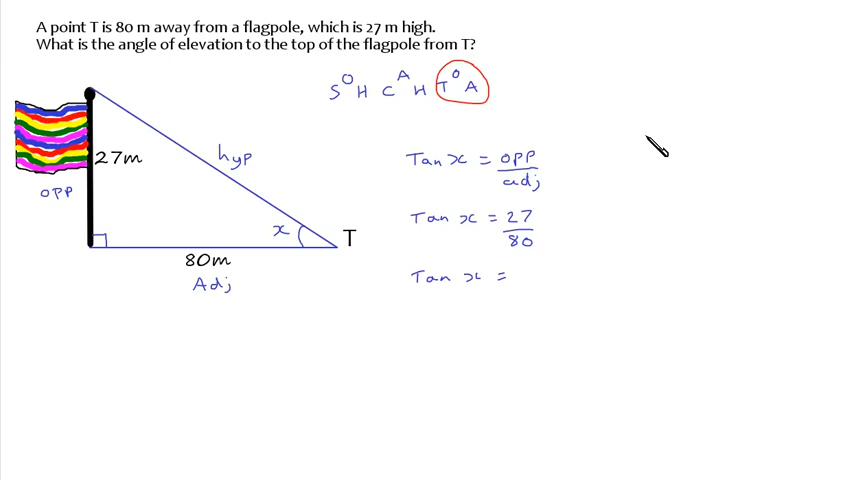 A point T is 80 m away from a flagpole, which is 27 m high.
What is the angle of elevation to the top of the flagpole from T?
S O H C A H T O A
27m
hyp
opp
Tan x = opp
adj
Tan x = 27
80
x
T
80m
Adj
Tan x =